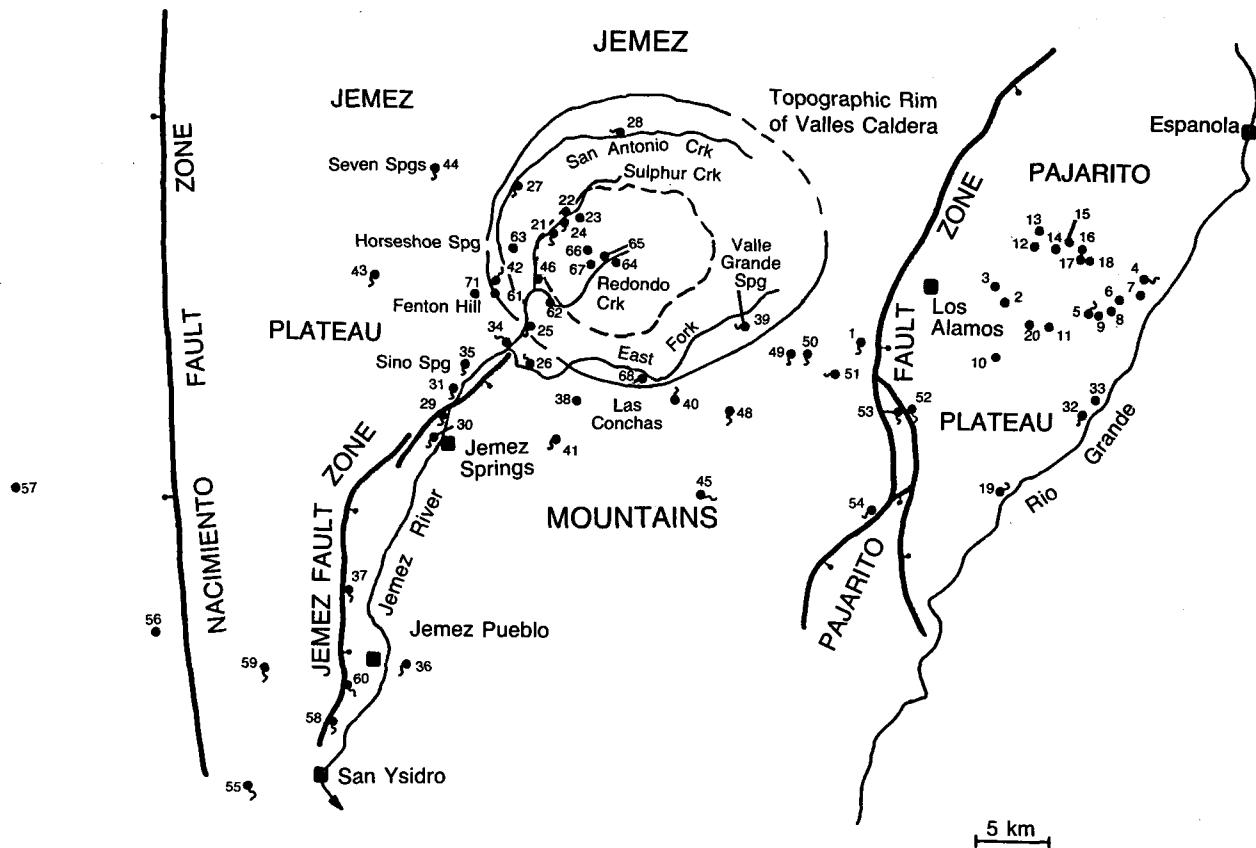 JEMEZ
JEMEZ
Topographic Rim
of Valles Caldera
Espanola
ZONE
28
San Antonio Crk
Seven Spgs
44
Sulphur Crk
PAJARITO
27
ZONE
22
23
21
24
13
15
12
14
16
17
18
Horseshoe Spg
63
66
65
67
64
Valle
Grande
Spg
43
42
46
71
61
Redondo
Crk
3
4
Fenton Hill
62
Los
Alamos
2
6
7
5
9
8
PLATEAU
34
25
39
1
20
11
FAULT
FAULT
East Fork
49
50
10
Sino Spg
35
26
51
31
68
38
Las
Conchas
40
48
53
52
33
32
29
30
PLATEAU
Jemez
Springs
41
ZONE
Rio Grande
57
45
19
MOUNTAINS
54
NACIMIENTO
Jemez River
37
PAJARITO
JEMEZ FAULT
56
Jemez Pueblo
59
36
60
58
San Ysidro
55
5 km